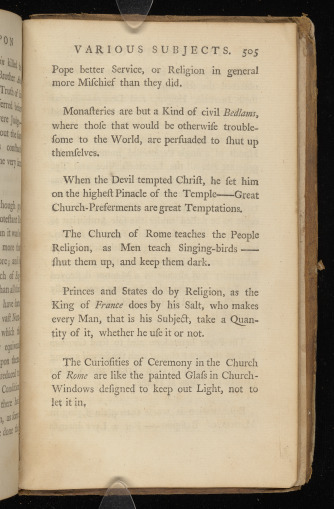 VARIOUS SUBJECTS. 505
Pope better Service, or Religion in general
more Miſchief than they did.
Monaſteries are but a Kind of civil Bedlams,
where thoſe that would be otherwiſe trouble-
ſome to the World, are perſuaded to ſhut up
themſelves.
When the Devil tempted Chriſt, he ſet him
on the higheſt Pinacle of the Temple——Great
Church-Preferments are great Temptations.
The Church of Rome teaches the People
Religion, as Men teach Singing-birds ——
ſhut them up, and keep them dark.
Princes and States do by Religion, as the
King of France does by his Salt, who makes
every Man, that is his Subject, take a Quan-
tity of it, whether he uſe it or not.
The Curioſities of Ceremony in the Church
of Rome are like the painted Glaſs in Church-
Windows deſigned to keep out Light, not to
let it in,